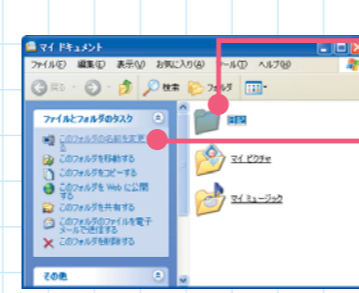 マイ ドキュメント
ファイル(F) 編集(E) 表示(V) お気に入り(A) ツール(T) ヘルプ(H)
戻る 検索 フォルダ
ファイルとフォルダのタスク
このフォルダの名前を変更する
このフォルダを移動する
このフォルダをコピーする
このフォルダを Web に公開
する
このフォルダを共有する
このフォルダのファイルを電子
メールで送信する
このフォルダを削除する
その他
日記
マイ ピクチャ
マイ ミュージック